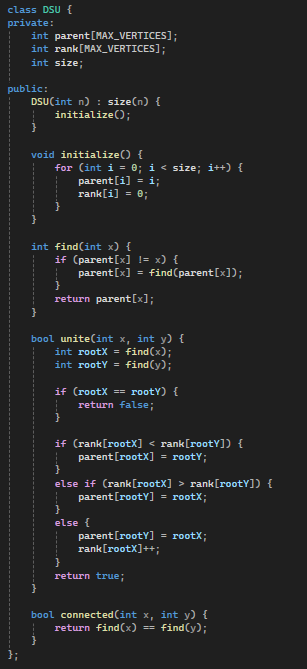 class DSU {
private:
    int parent[MAX_VERTICES];
    int rank[MAX_VERTICES];
    int size;

public:
    DSU(int n) : size(n) {
        initialize();
    }

    void initialize() {
        for (int i = 0; i < size; i++) {
            parent[i] = i;
            rank[i] = 0;
        }
    }

    int find(int x) {
        if (parent[x] != x) {
            parent[x] = find(parent[x]);
        }
        return parent[x];
    }

    bool unite(int x, int y) {
        int rootX = find(x);
        int rootY = find(y);

        if (rootX == rootY) {
            return false;
        }

        if (rank[rootX] < rank[rootY]) {
            parent[rootX] = rootY;
        }
        else if (rank[rootX] > rank[rootY]) {
            parent[rootY] = rootX;
        }
        else {
            parent[rootY] = rootX;
            rank[rootX]++;
        }
        return true;
    }

    bool connected(int x, int y) {
        return find(x) == find(y);
    }
};